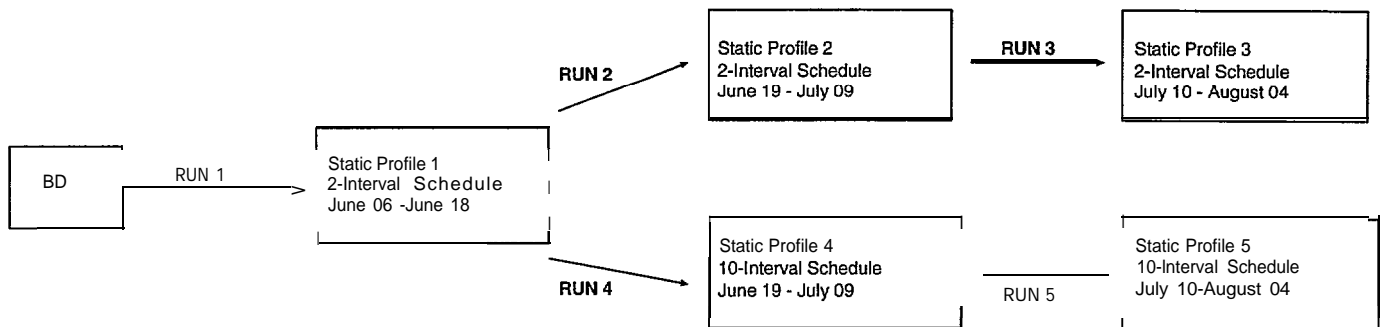 BD
RUN 1
Static Profile 1
2-Interval Schedule
June 06 -June 18
RUN 2
Static Profile 2
2-Interval Schedule
June 19 - July 09
RUN 3
Static Profile 3
2-Interval Schedule
July 10 - August 04
RUN 4
Static Profile 4
10-Interval Schedule
June 19 - July 09
RUN 5
Static Profile 5
10-Interval Schedule
July 10-August 04